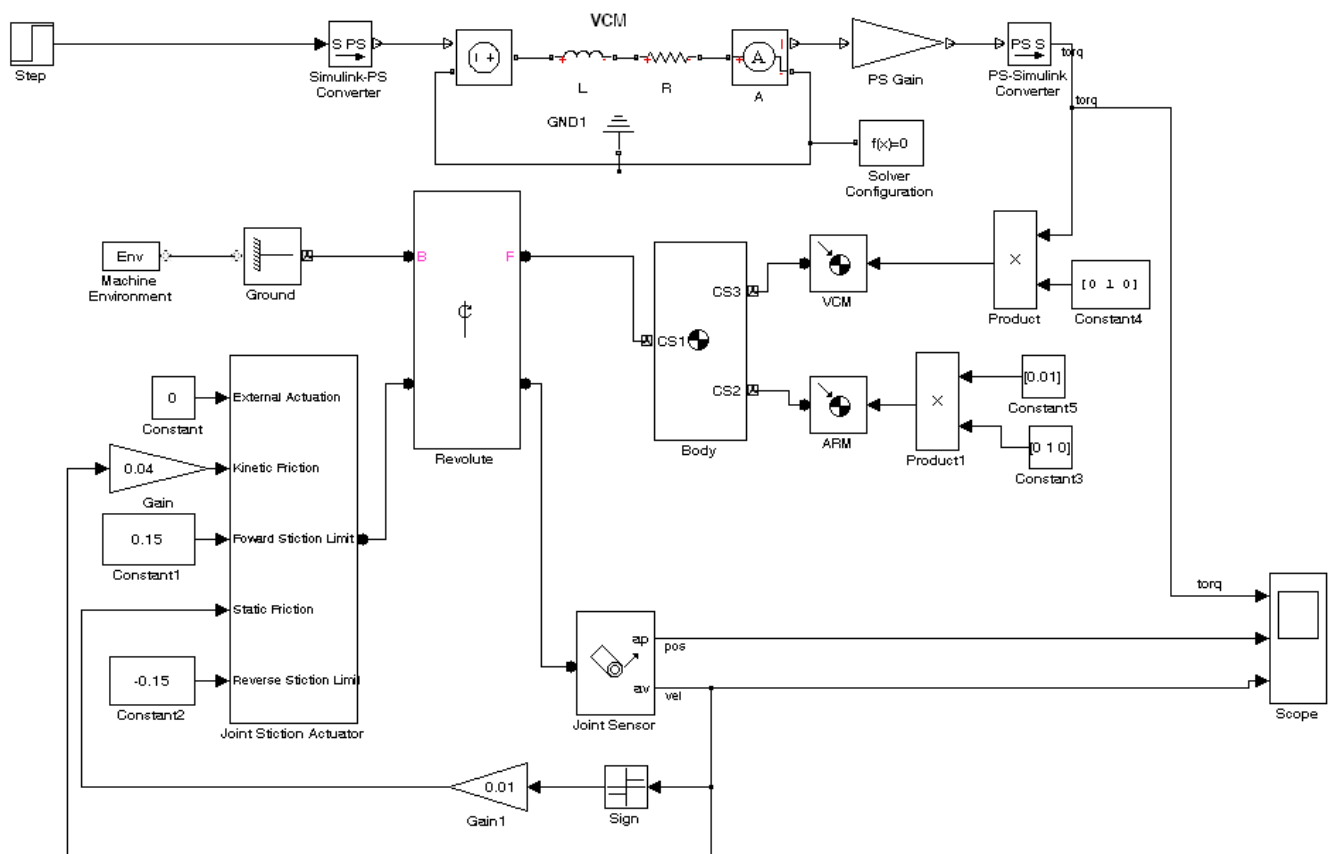 VCM
Step
S PS
Simulink-PS
Converter
L
R
A
A
I
PS Gain
PS S
PS-Simulink
Converter
torq
torq
GND1
f(x)=0
Solver
Configuration
Env
Machine
Environment
Ground
B
F
Revolute
CS3
CS1
CS2
Body
VCM
ARM
×
Product
[0 1 0]
Constant4
×
Product1
[0.01]
Constant5
[0 1 0]
Constant3
0
Constant
0.04
Gain
0.15
Constant1
-0.15
Constant2
External Actuation
Kinetic Friction
Foward Stiction Limit
Static Friction
Reverse Stiction Limit
Joint Stiction Actuator
ap
av
Joint Sensor
pos
vel
torq
Scope
0.01
Gain1
Sign